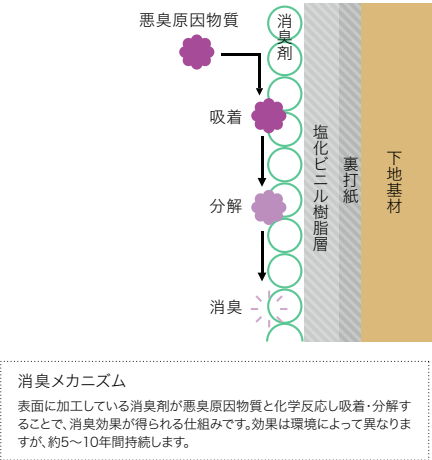 悪臭原因物質
消臭剤
吸着
分解
消臭
塩化ビニル樹脂層
裏打紙
下地基材
消臭メカニズム
表面に加工している消臭剤が悪臭原因物質と化学反応し吸着・分解す
ることで、消臭効果が得られる仕組みです。効果は環境によって異なりま
すが、約5〜10年間持続します。